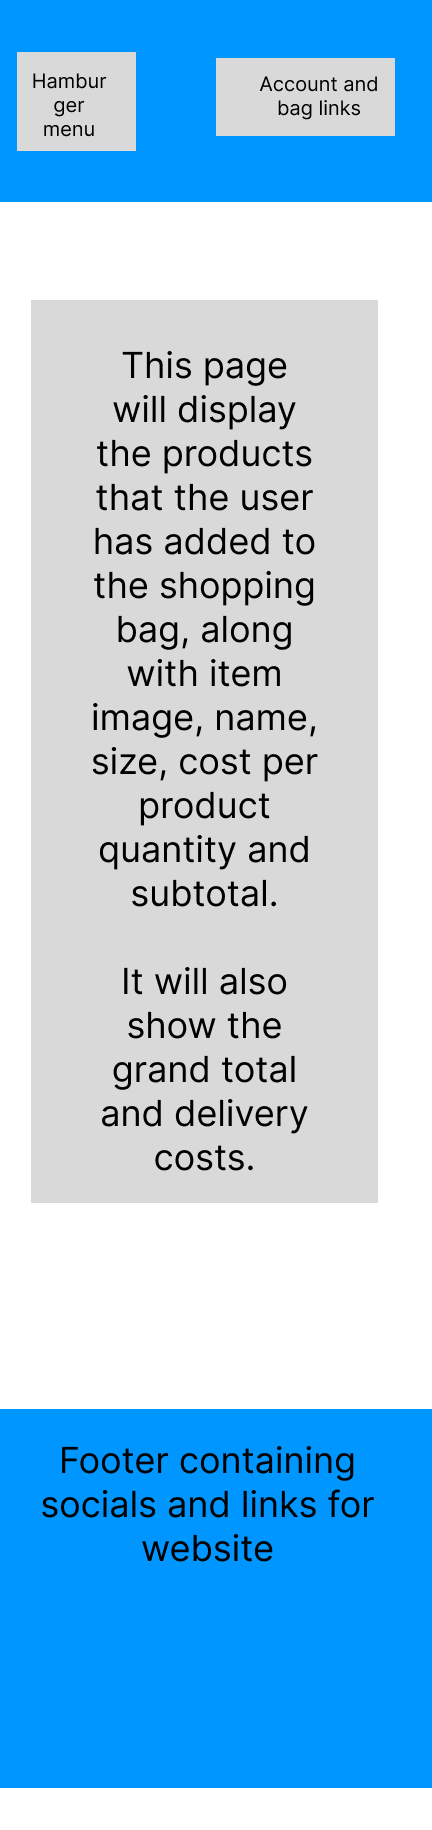 Hambur
ger
menu
Account and
bag links
This page
will display
the products
that the user
has added to
the shopping
bag, along
with item
image, name,
size, cost per
product
quantity and
subtotal.
It will also
show the
grand total
and delivery
costs.
Footer containing
socials and links for
website